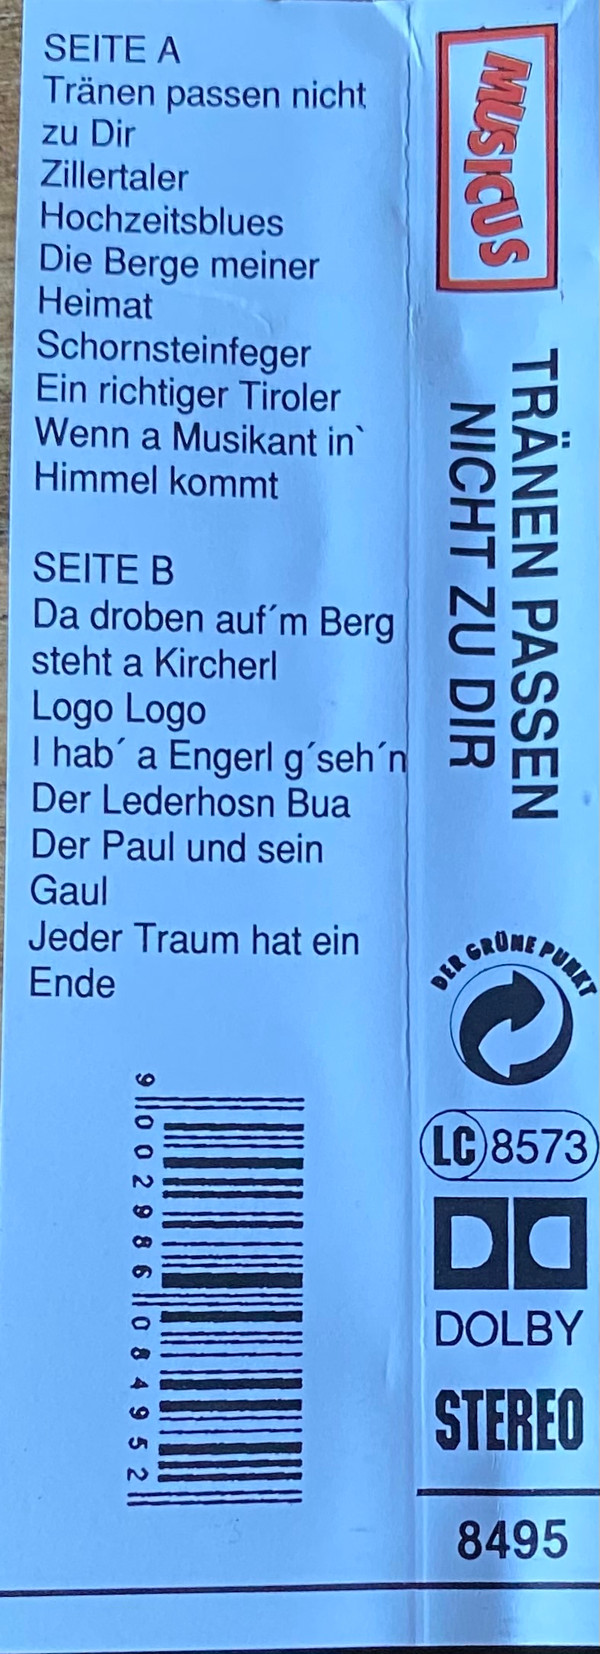 SEITE A
Tränen passen nicht
zu Dir
Zillertaler
Hochzeitsblues
Die Berge meiner
Heimat
Schornsteinfeger
Ein richtiger Tiroler
Wenn a Musikant in`
Himmel kommt
SEITE B
Da droben auf´m Berg
steht a Kircherl
Logo Logo
I hab´ a Engerl g´seh´n
Der Lederhosn Bua
Der Paul und sein
Gaul
Jeder Traum hat ein
Ende
9 002986 084952
MUSICUS
TRÄNEN PASSEN
NICHT ZU DIR
DER GRÜNE PUNKT
LC 8573
DOLBY
STEREO
8495